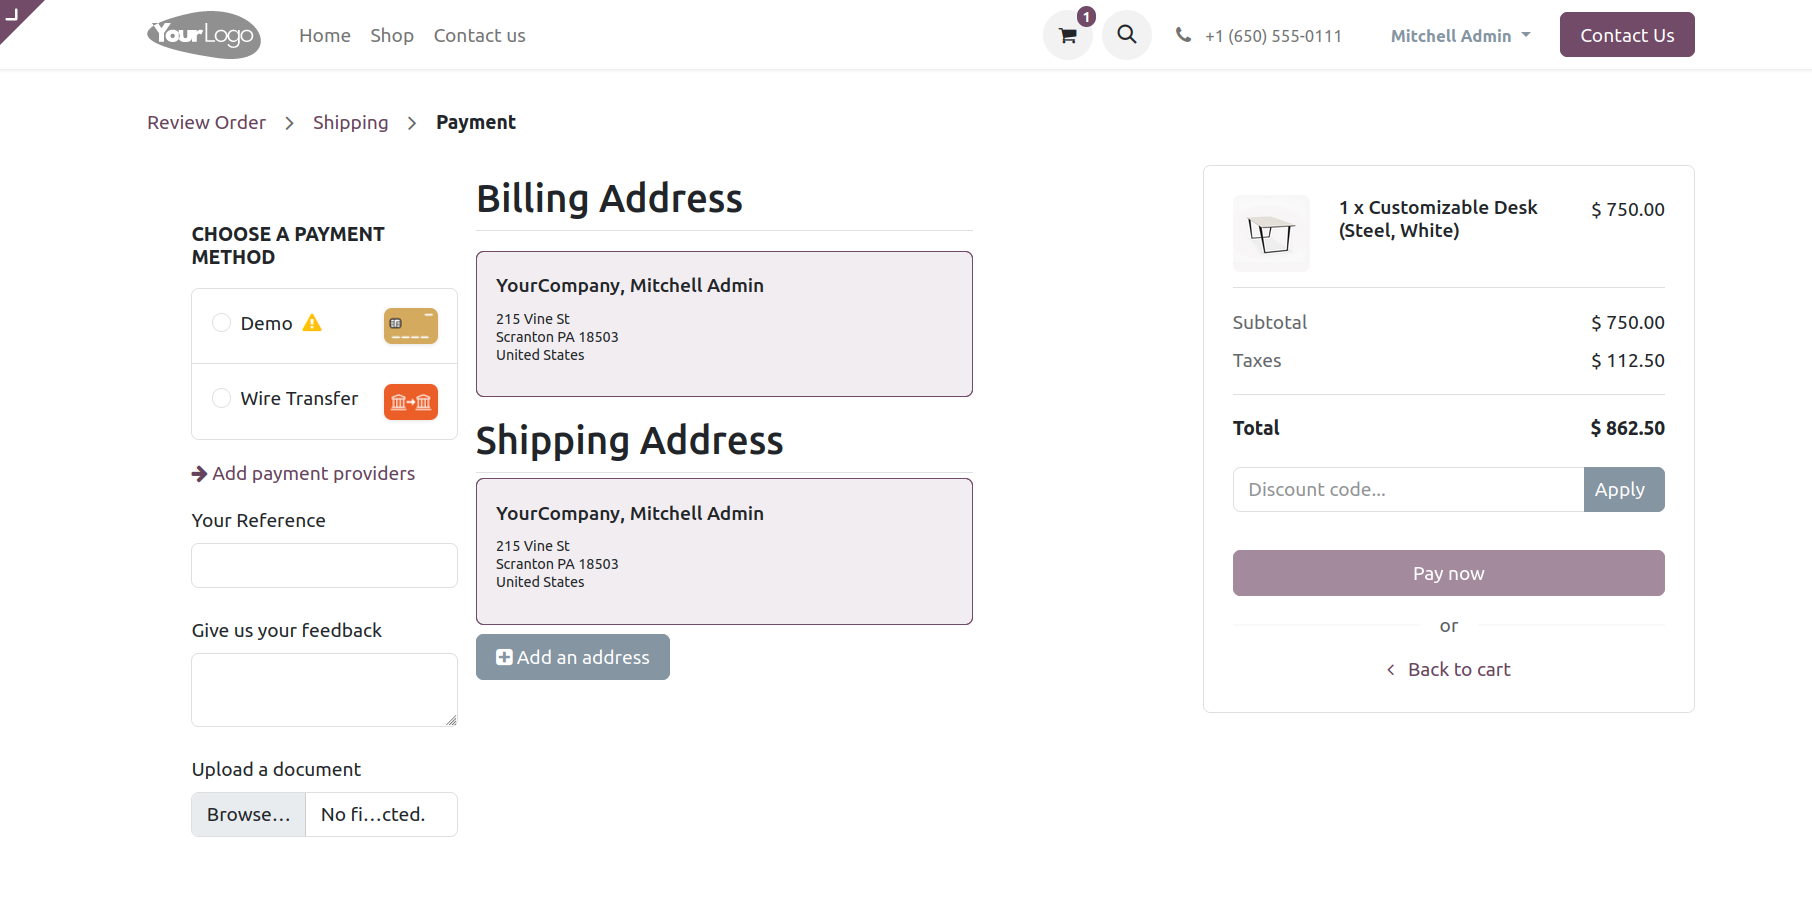 YourLogo
Home Shop Contact us
1
+1 (650) 555-0111
Mitchell Admin
Contact Us
Review Order > Shipping > Payment
CHOOSE A PAYMENT
METHOD
Demo
Wire Transfer
Add payment providers
Your Reference
Give us your feedback
Upload a document
Browse... No fi...cted.
Billing Address
YourCompany, Mitchell Admin
215 Vine St
Scranton PA 18503
United States
Shipping Address
YourCompany, Mitchell Admin
215 Vine St
Scranton PA 18503
United States
Add an address
1 x Customizable Desk
(Steel, White)
$ 750.00
Subtotal $ 750.00
Taxes $ 112.50
Total $ 862.50
Discount code... Apply
Pay now
or
Back to cart